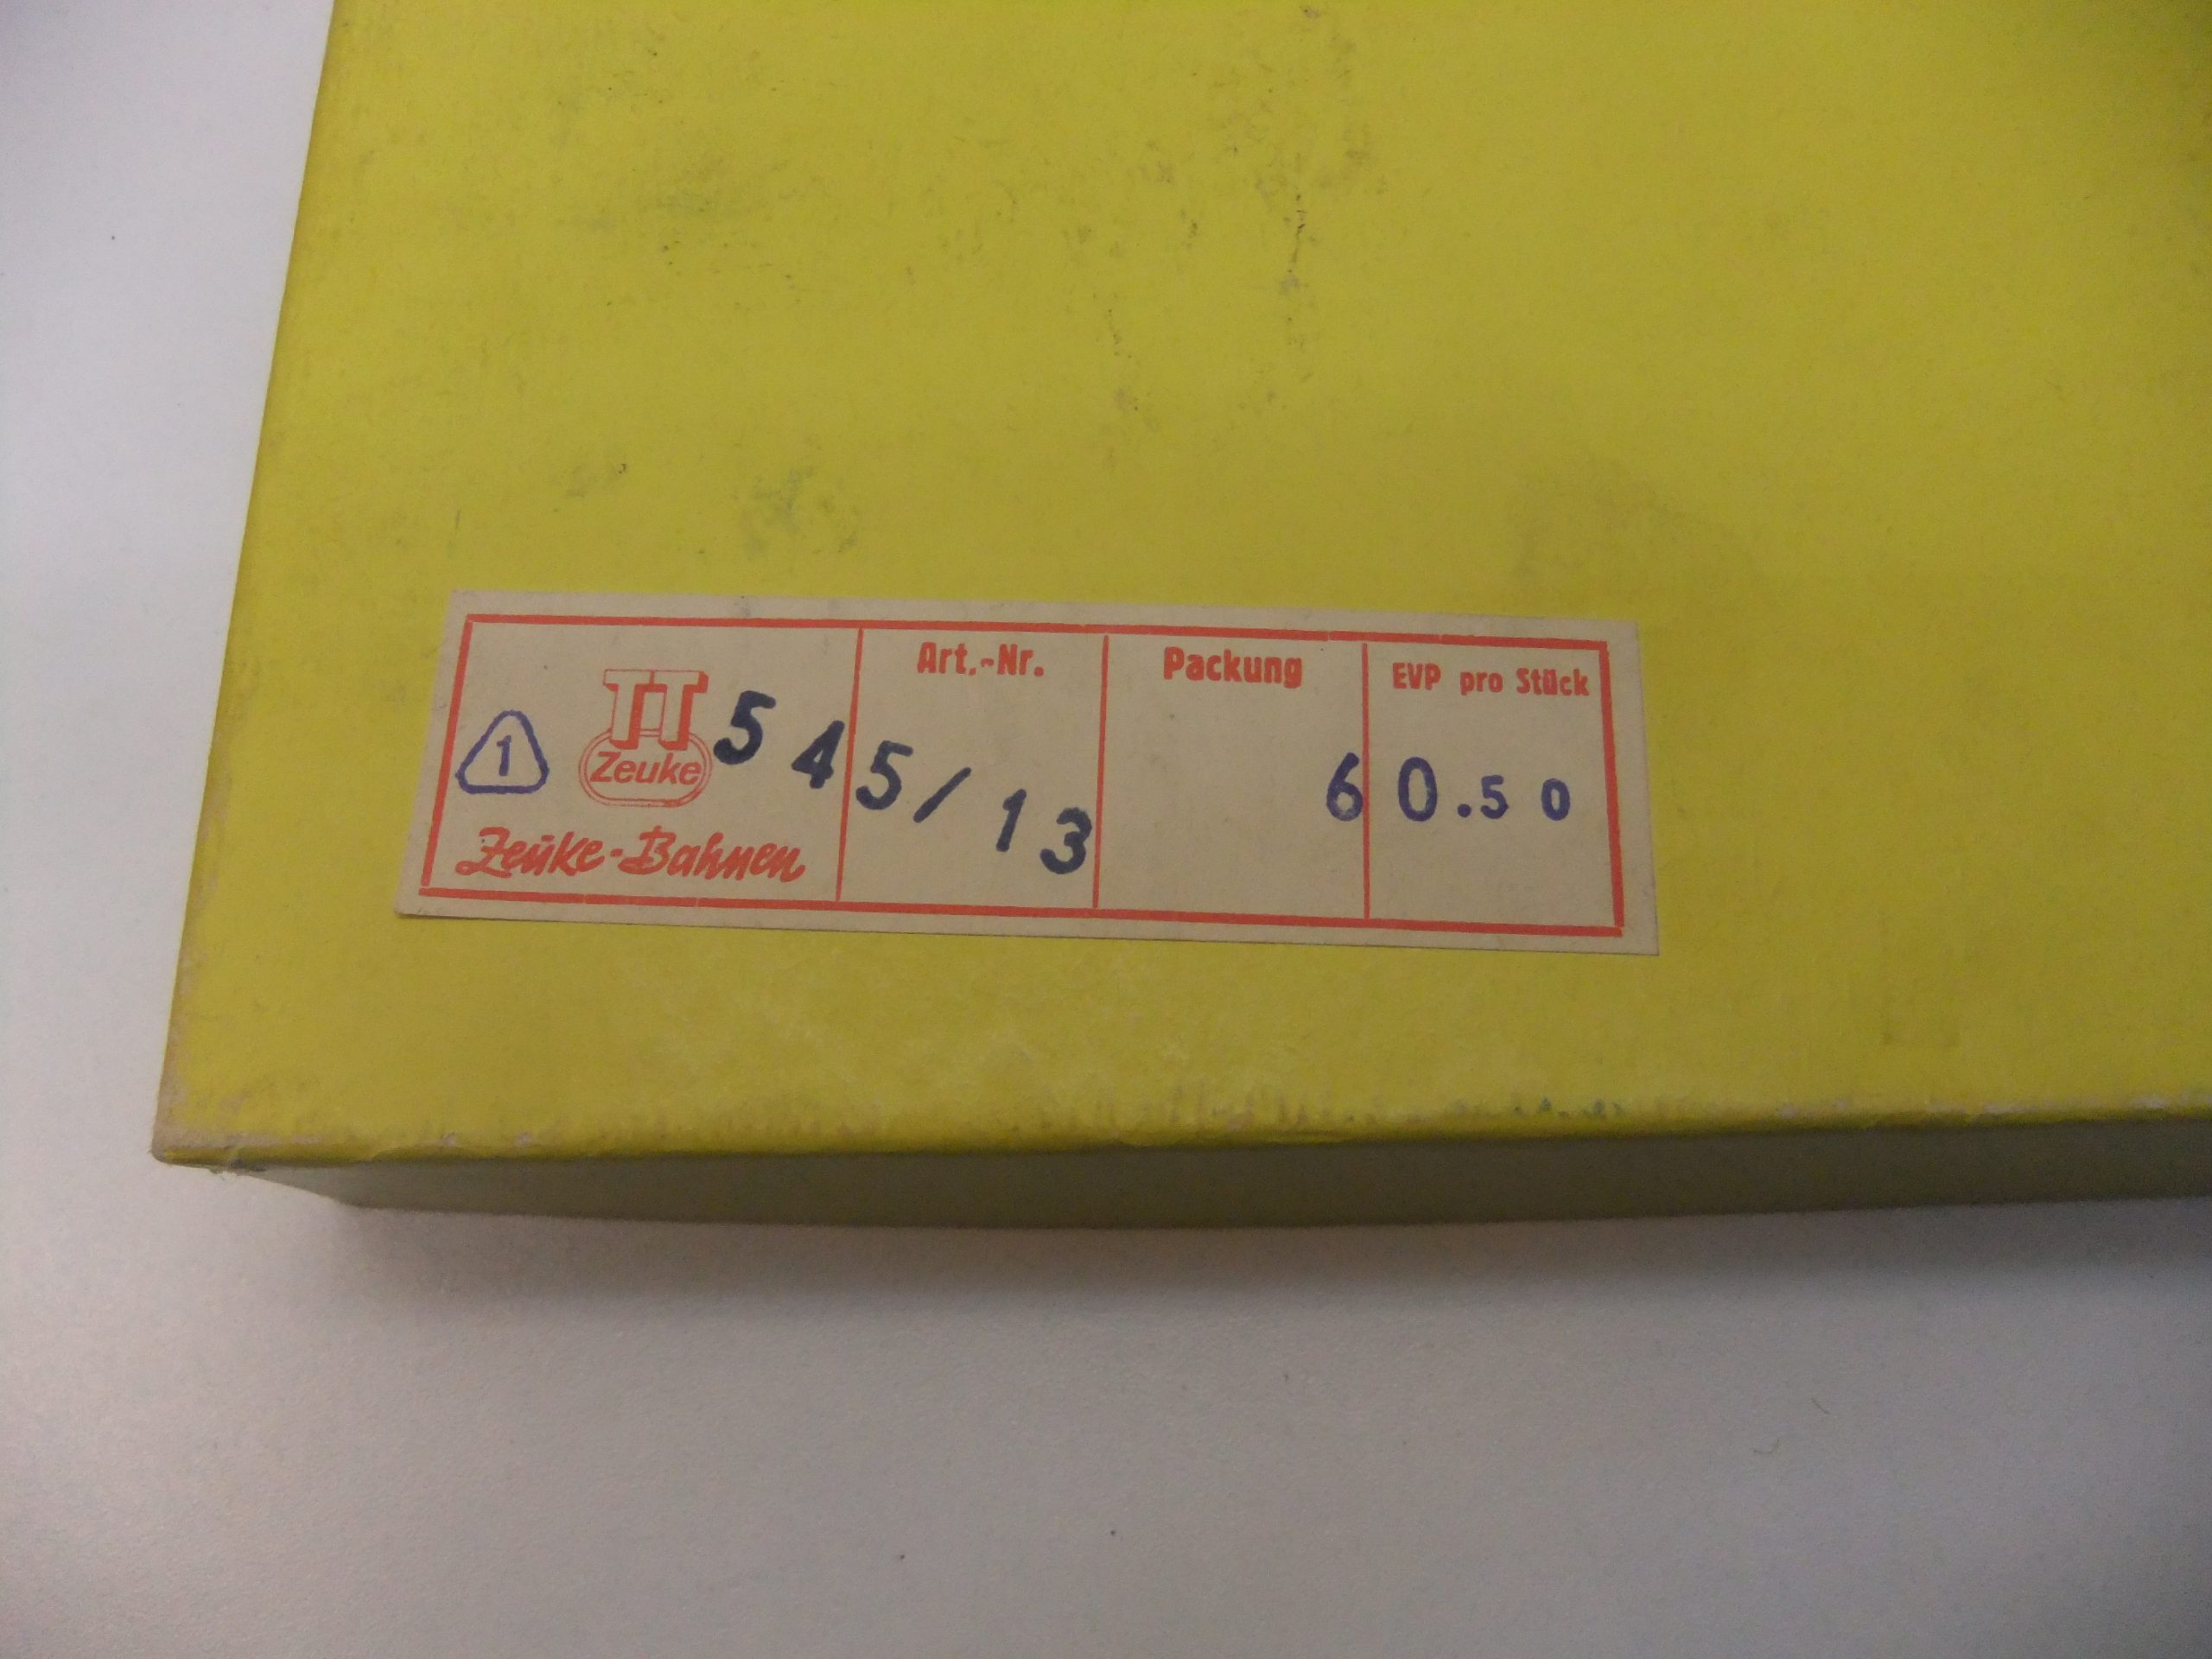 Art.-Nr. Packung EVP pro Stück
TT
Zeuke
1 545/13 60.50
Zeuke-Bahnen